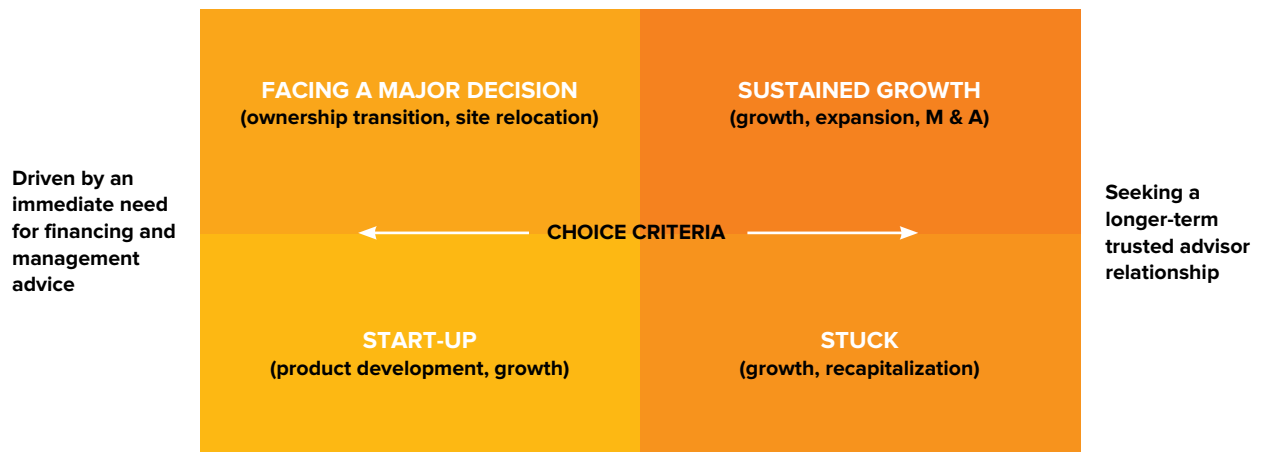 FACING A MAJOR DECISION
(ownership transition, site relocation)
SUSTAINED GROWTH
(growth, expansion, M & A)
Driven by an
immediate need
for financing and
management
advice
CHOICE CRITERIA
Seeking a
longer-term
trusted advisor
relationship
START-UP
(product development, growth)
STUCK
(growth, recapitalization)